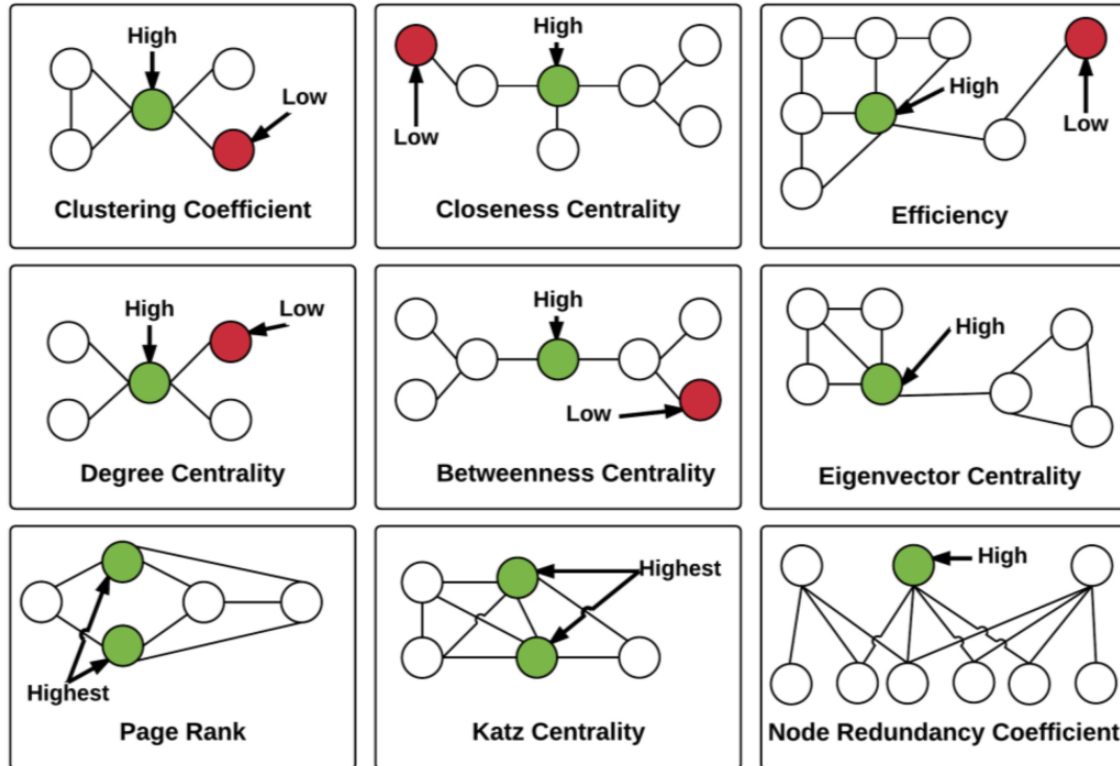 High
Low
Clustering Coefficient
High
Low
Closeness Centrality
High
Low
Efficiency
High
Low
Degree Centrality
High
Low
Betweenness Centrality
High
Eigenvector Centrality
Highest
Page Rank
Highest
Katz Centrality
High
Node Redundancy Coefficient